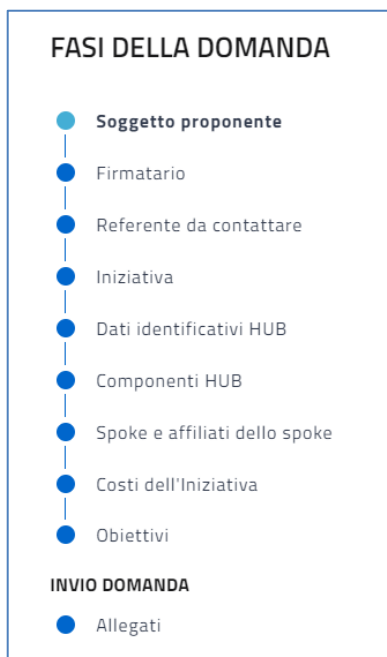 FASI DELLA DOMANDA
Soggetto proponente
Firmatario
Referente da contattare
Iniziativa
Dati identificativi HUB
Componenti HUB
Spoke e affiliati dello spoke
Costi dell'Iniziativa
Obiettivi
INVIO DOMANDA
Allegati